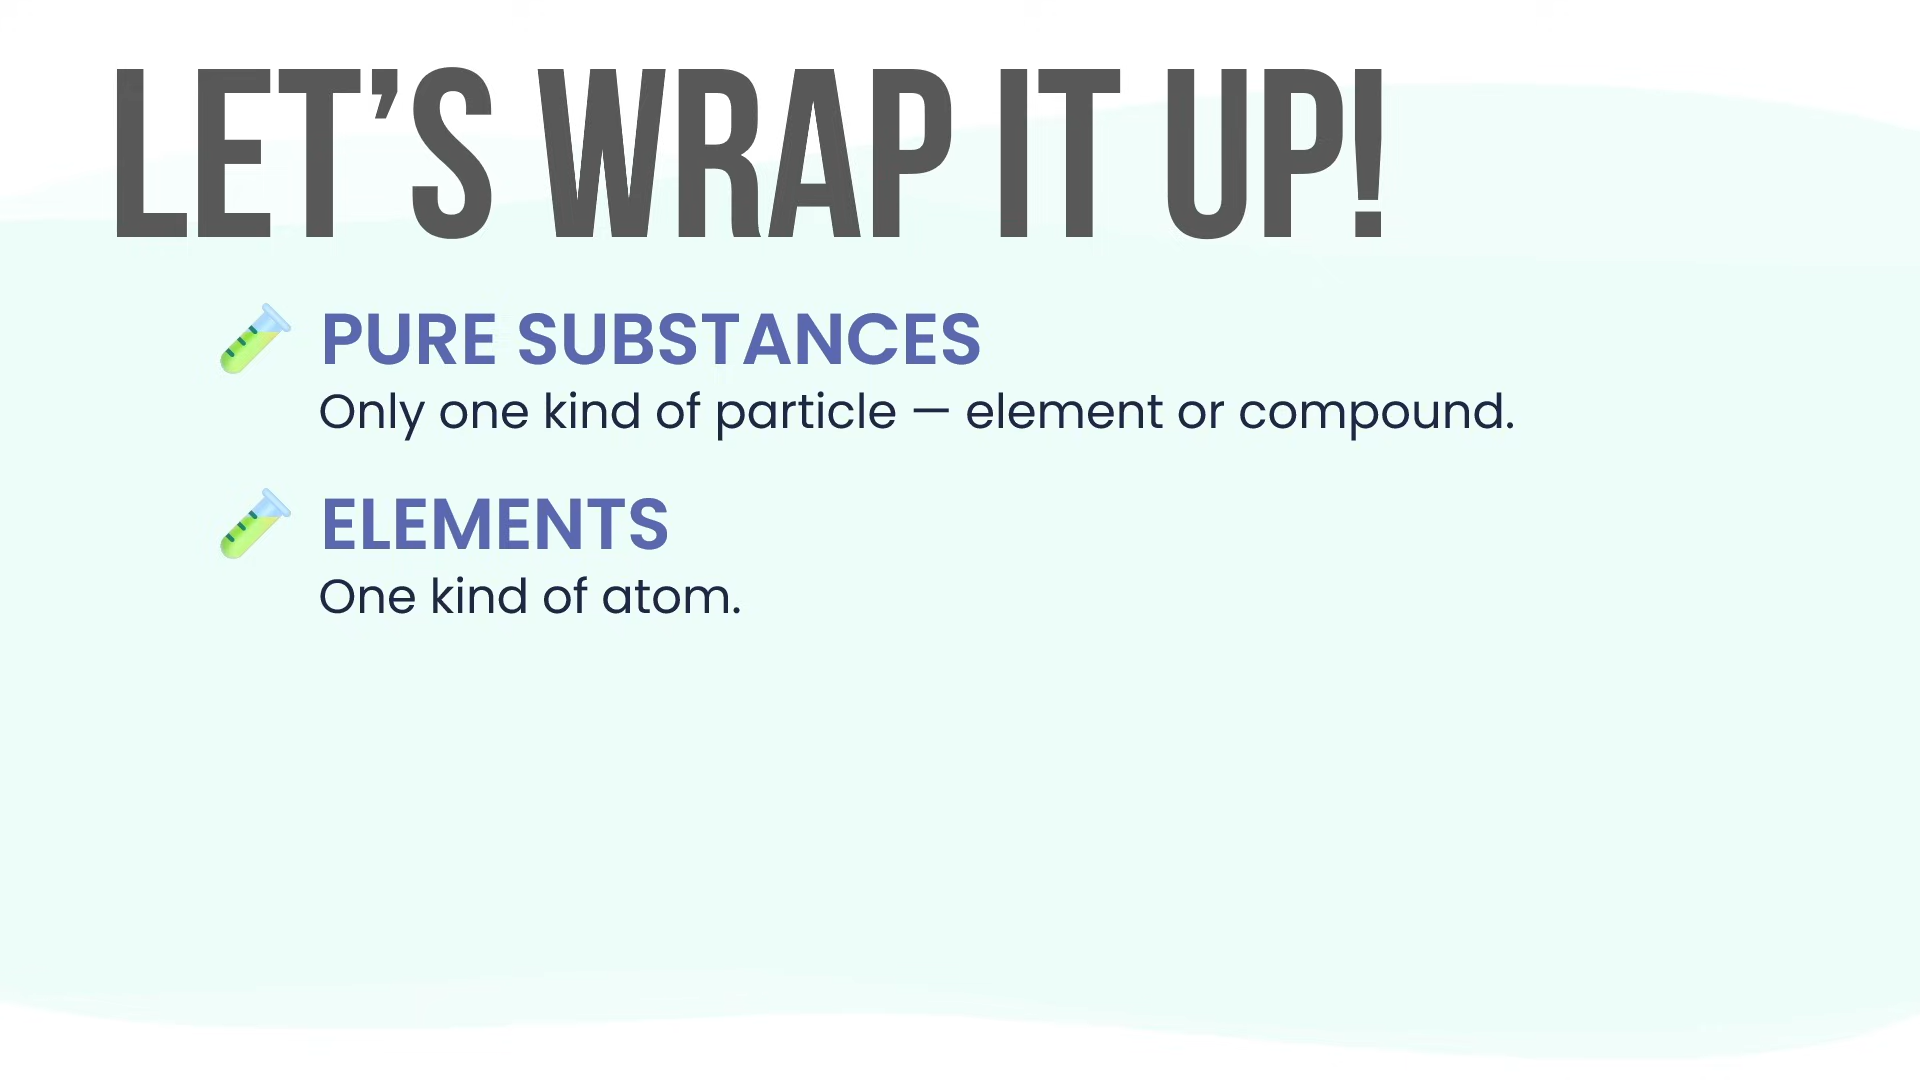 LET’S WRAP IT UP!
PURE SUBSTANCES
Only one kind of particle — element or compound.
ELEMENTS
One kind of atom.